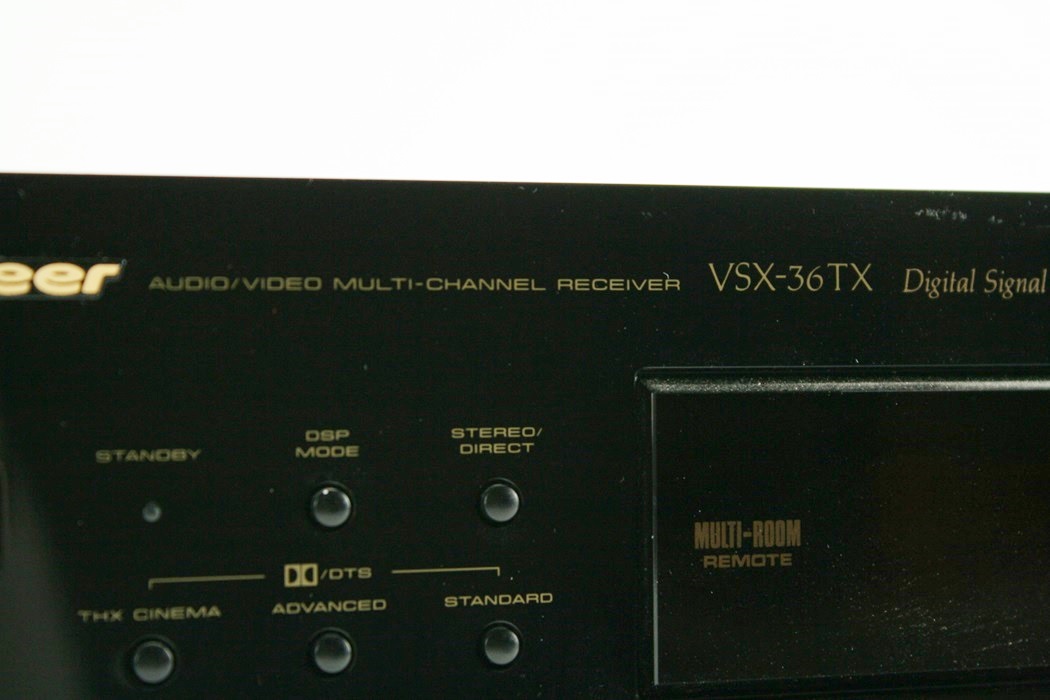 eer AUDIO/VIDEO MULTI-CHANNEL RECEIVER VSX-36TX Digital Signal
STANDBY
DSP
MODE
STEREO/
DIRECT
MULTI-ROOM
REMOTE
/DTS
THX CINEMA
ADVANCED
STANDARD